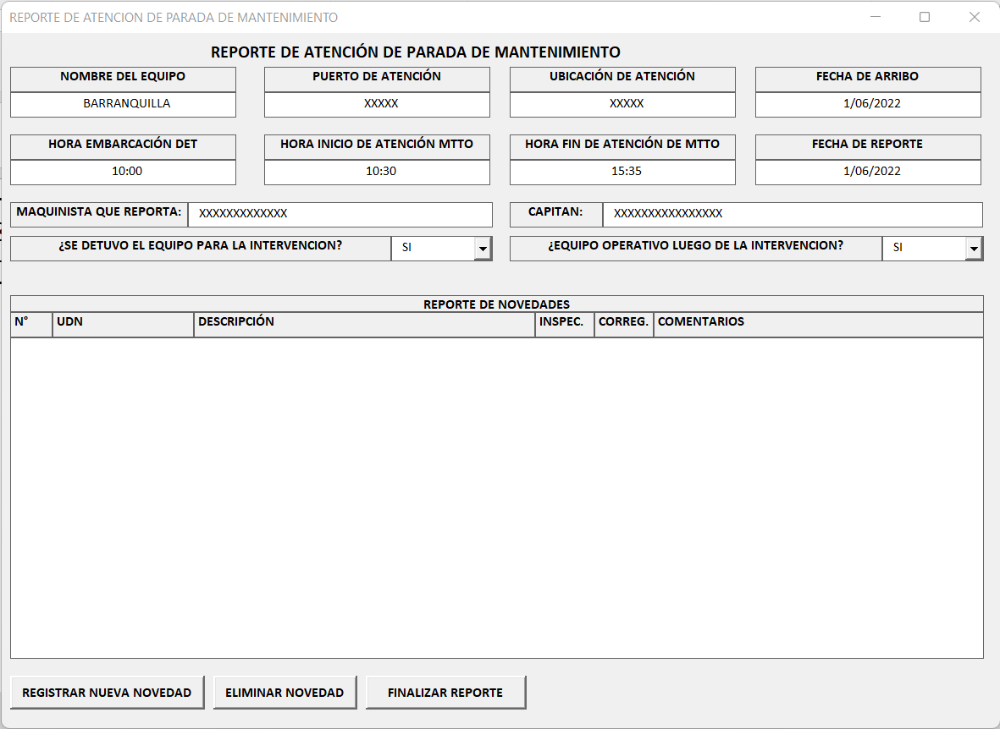 REPORTE DE ATENCION DE PARADA DE MANTENIMIENTO
REPORTE DE ATENCIÓN DE PARADA DE MANTENIMIENTO
NOMBRE DEL EQUIPO PUERTO DE ATENCIÓN UBICACIÓN DE ATENCIÓN FECHA DE ARRIBO
BARRANQUILLA XXXXX XXXXX 1/06/2022
HORA EMBARCACIÓN DET HORA INICIO DE ATENCIÓN MTTO HORA FIN DE ATENCIÓN DE MTTO FECHA DE REPORTE
10:00 10:30 15:35 1/06/2022
MAQUINISTA QUE REPORTA: XXXXXXXXXXXXX CAPITAN: XXXXXXXXXXXXXXXX
¿SE DETUVO EL EQUIPO PARA LA INTERVENCION? SI ¿EQUIPO OPERATIVO LUEGO DE LA INTERVENCION? SI
REPORTE DE NOVEDADES
N° UDN DESCRIPCIÓN INSPEC. CORREG. COMENTARIOS
REGISTRAR NUEVA NOVEDAD ELIMINAR NOVEDAD FINALIZAR REPORTE